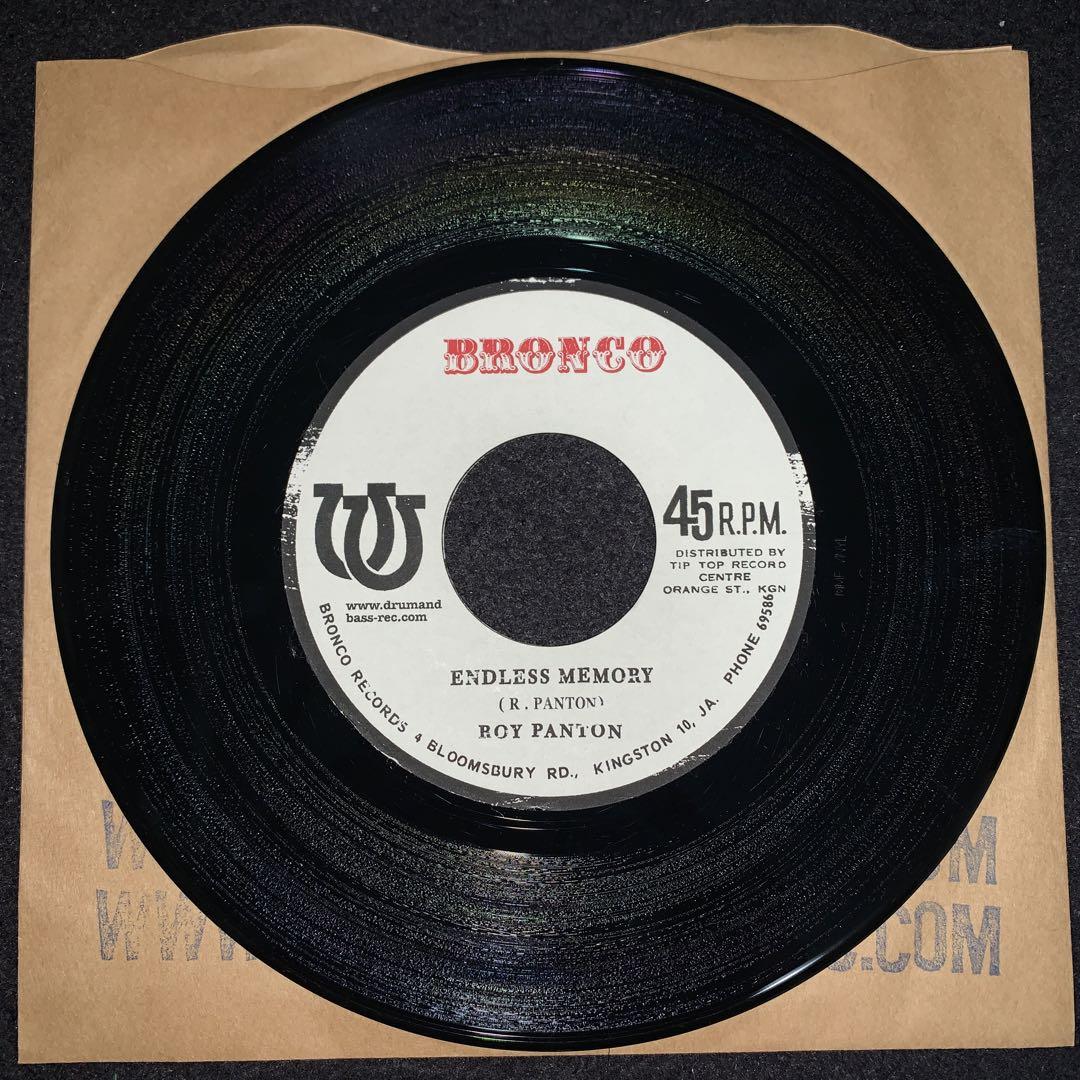 BRONCO
45 R.P.M.
DISTRIBUTED BY
TIP TOP RECORD
CENTRE
ORANGE ST., KGN
www.drumand
bass-rec.com
ENDLESS MEMORY
(R. PANTON)
ROY PANTON
BRONCO RECORDS 4 BLOOMSBURY RD., KINGSTON 10, JA. PHONE 69586
.COM